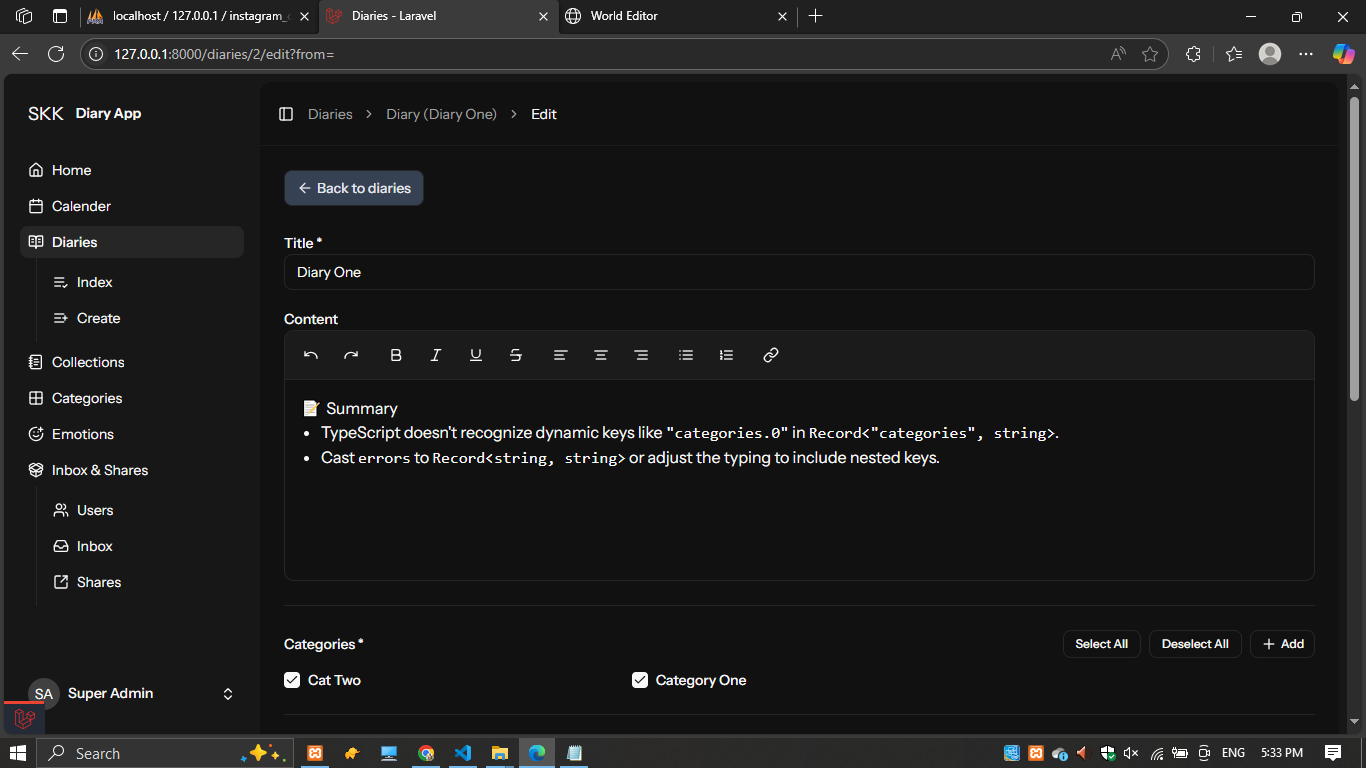 localhost / 127.0.0.1 / instagram_
Diaries - Laravel
World Editor
127.0.0.1:8000/diaries/2/edit?from=
SKK Diary App
Diaries > Diary (Diary One) > Edit
Home
Calender
Diaries
Index
Create
Collections
Categories
Emotions
Inbox & Shares
Users
Inbox
Shares
SA Super Admin
← Back to diaries
Title *
Diary One
Content
B I U S
📝 Summary
• TypeScript doesn't recognize dynamic keys like "categories.0" in Record<"categories", string>.
• Cast errors to Record<string, string> or adjust the typing to include nested keys.
Categories *
Select All Deselect All + Add
Cat Two Category One
Search
ENG 5:33 PM